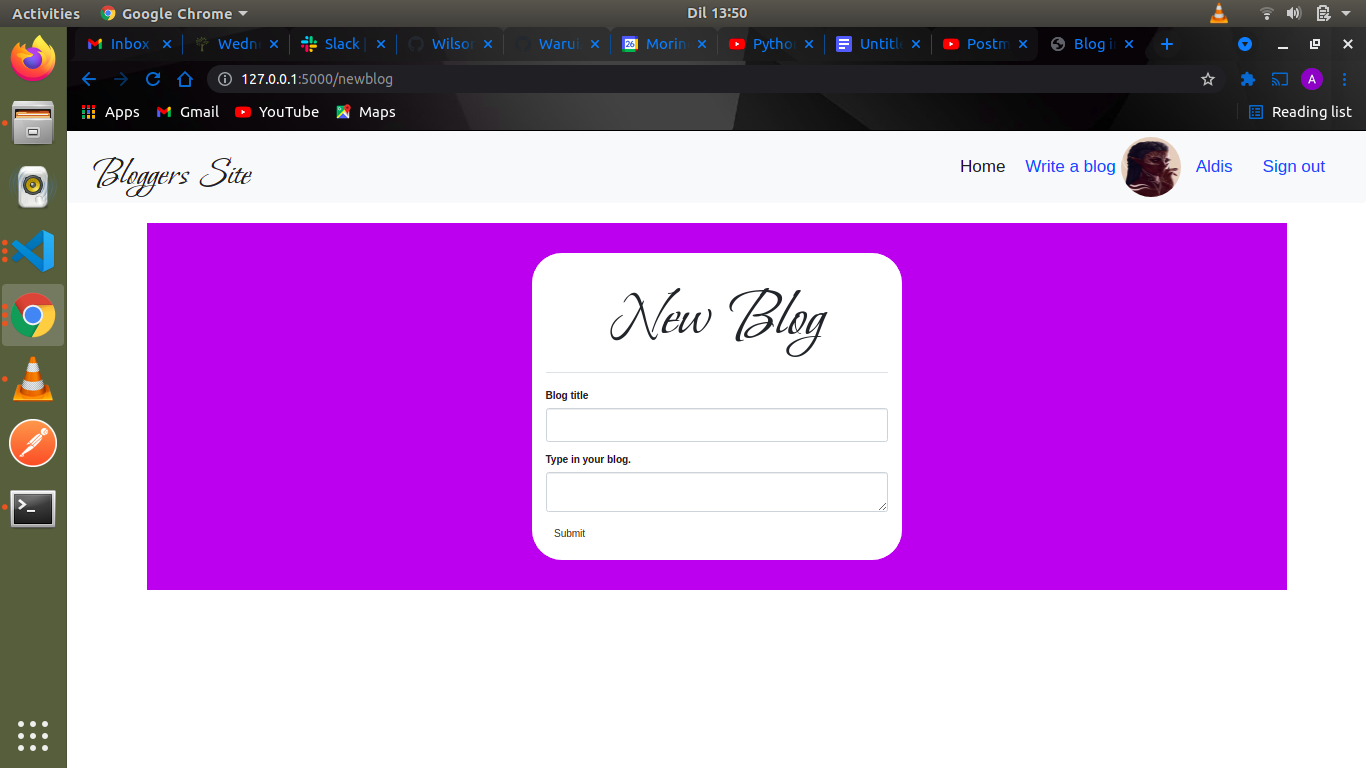 Activities Google Chrome Dil 13:50
Inbox Wedne Slack | Wilson Warui Morin Python Untitle Postm Blog i
127.0.0.1:5000/newblog A
Apps Gmail YouTube Maps Reading list
Bloggers Site Home Write a blog Aldis Sign out
New Blog
Blog title
Type in your blog.
Submit